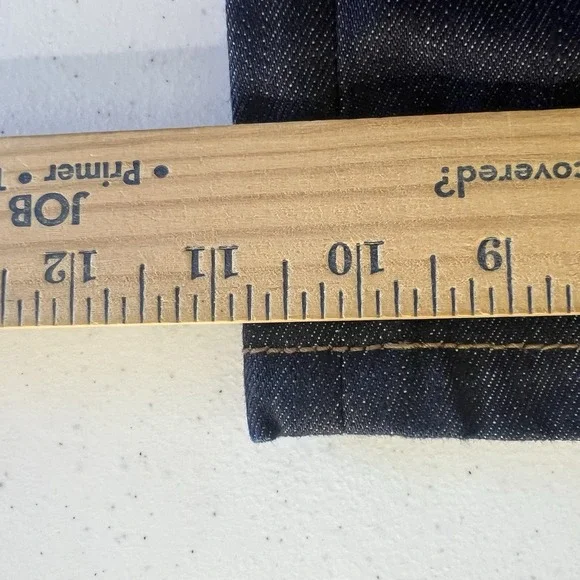 9 10 11 12
covered?
JOB
• Primer •